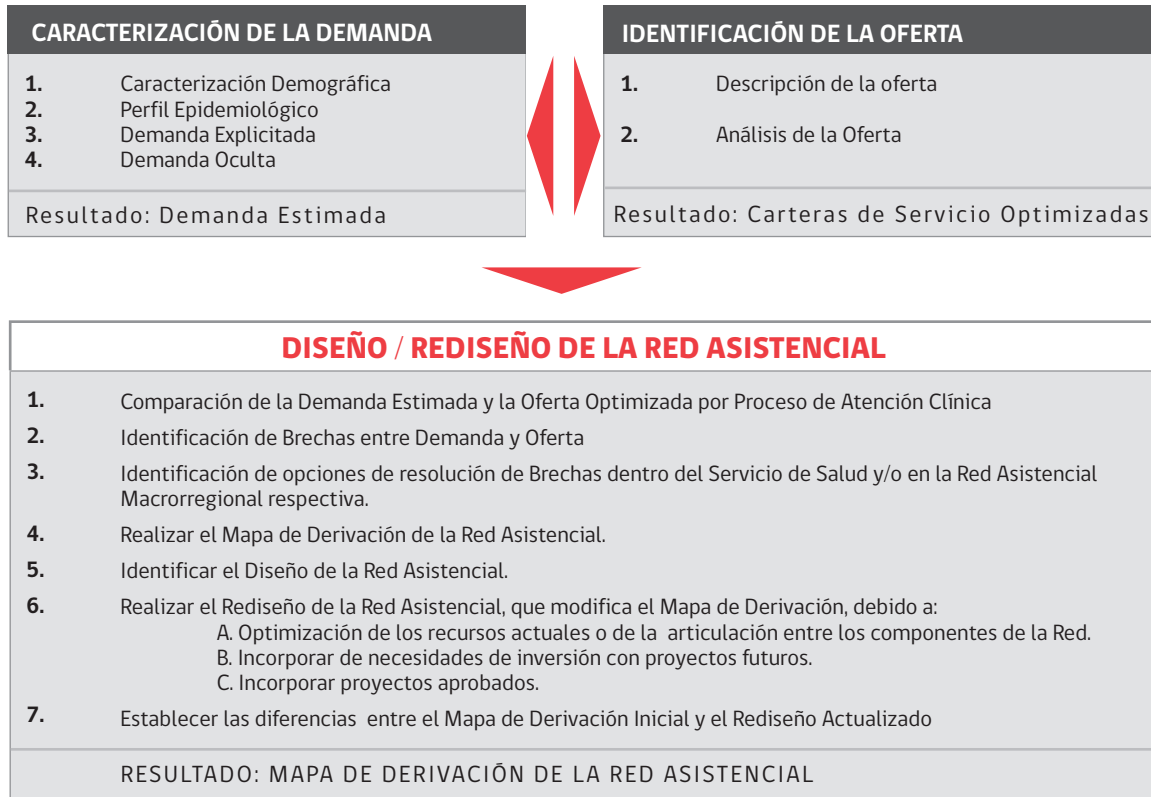 CARACTERIZACIÓN DE LA DEMANDA
1. Caracterización Demográfica
2. Perfil Epidemiológico
3. Demanda Explicitada
4. Demanda Oculta
Resultado: Demanda Estimada
IDENTIFICACIÓN DE LA OFERTA
1. Descripción de la oferta
2. Análisis de la Oferta
Resultado: Carteras de Servicio Optimizadas
DISEÑO / REDISEÑO DE LA RED ASISTENCIAL
1. Comparación de la Demanda Estimada y la Oferta Optimizada por Proceso de Atención Clínica
2. Identificación de Brechas entre Demanda y Oferta
3. Identificación de opciones de resolución de Brechas dentro del Servicio de Salud y/o en la Red Asistencial
Macrorregional respectiva.
4. Realizar el Mapa de Derivación de la Red Asistencial.
5. Identificar el Diseño de la Red Asistencial.
6. Realizar el Rediseño de la Red Asistencial, que modifica el Mapa de Derivación, debido a:
A. Optimización de los recursos actuales o de la articulación entre los componentes de la Red.
B. Incorporar de necesidades de inversión con proyectos futuros.
C. Incorporar proyectos aprobados.
7. Establecer las diferencias entre el Mapa de Derivación Inicial y el Rediseño Actualizado
RESULTADO: MAPA DE DERIVACIÓN DE LA RED ASISTENCIAL